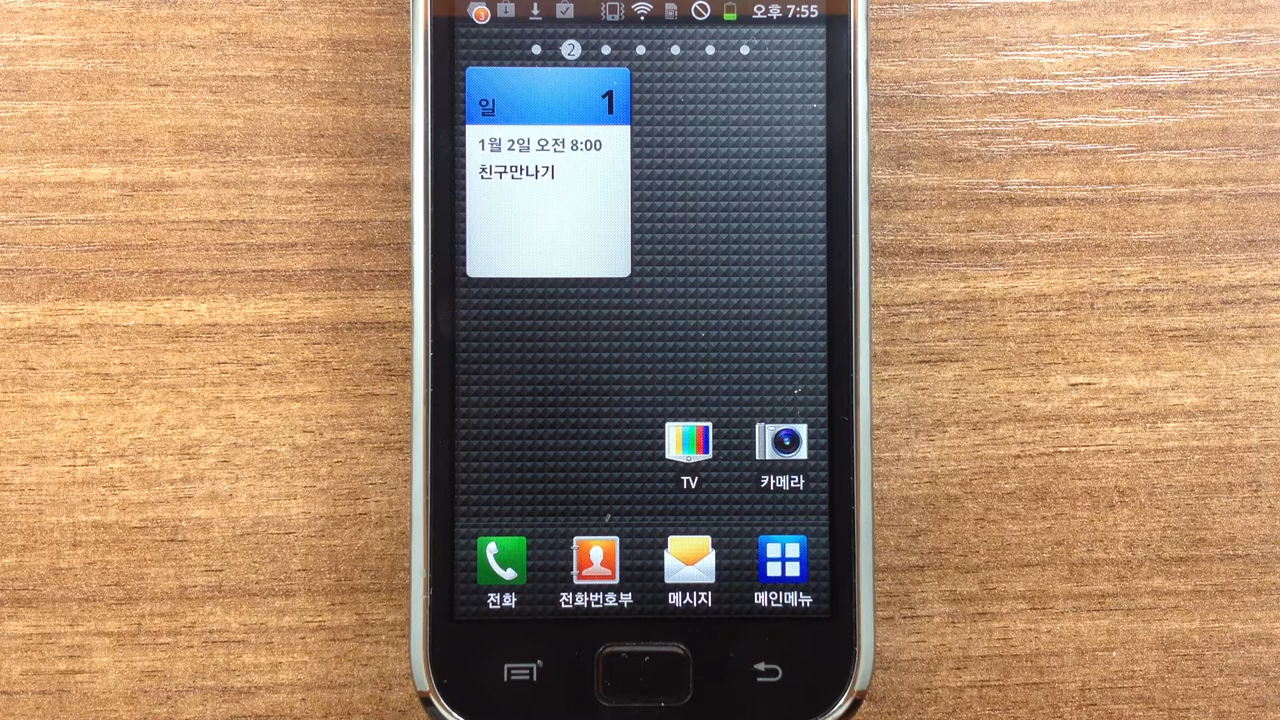 3
오후 7:55
2
일 1
1월 2일 오전 8:00
친구만나기
TV 카메라
전화 전화번호부 메시지 메인메뉴